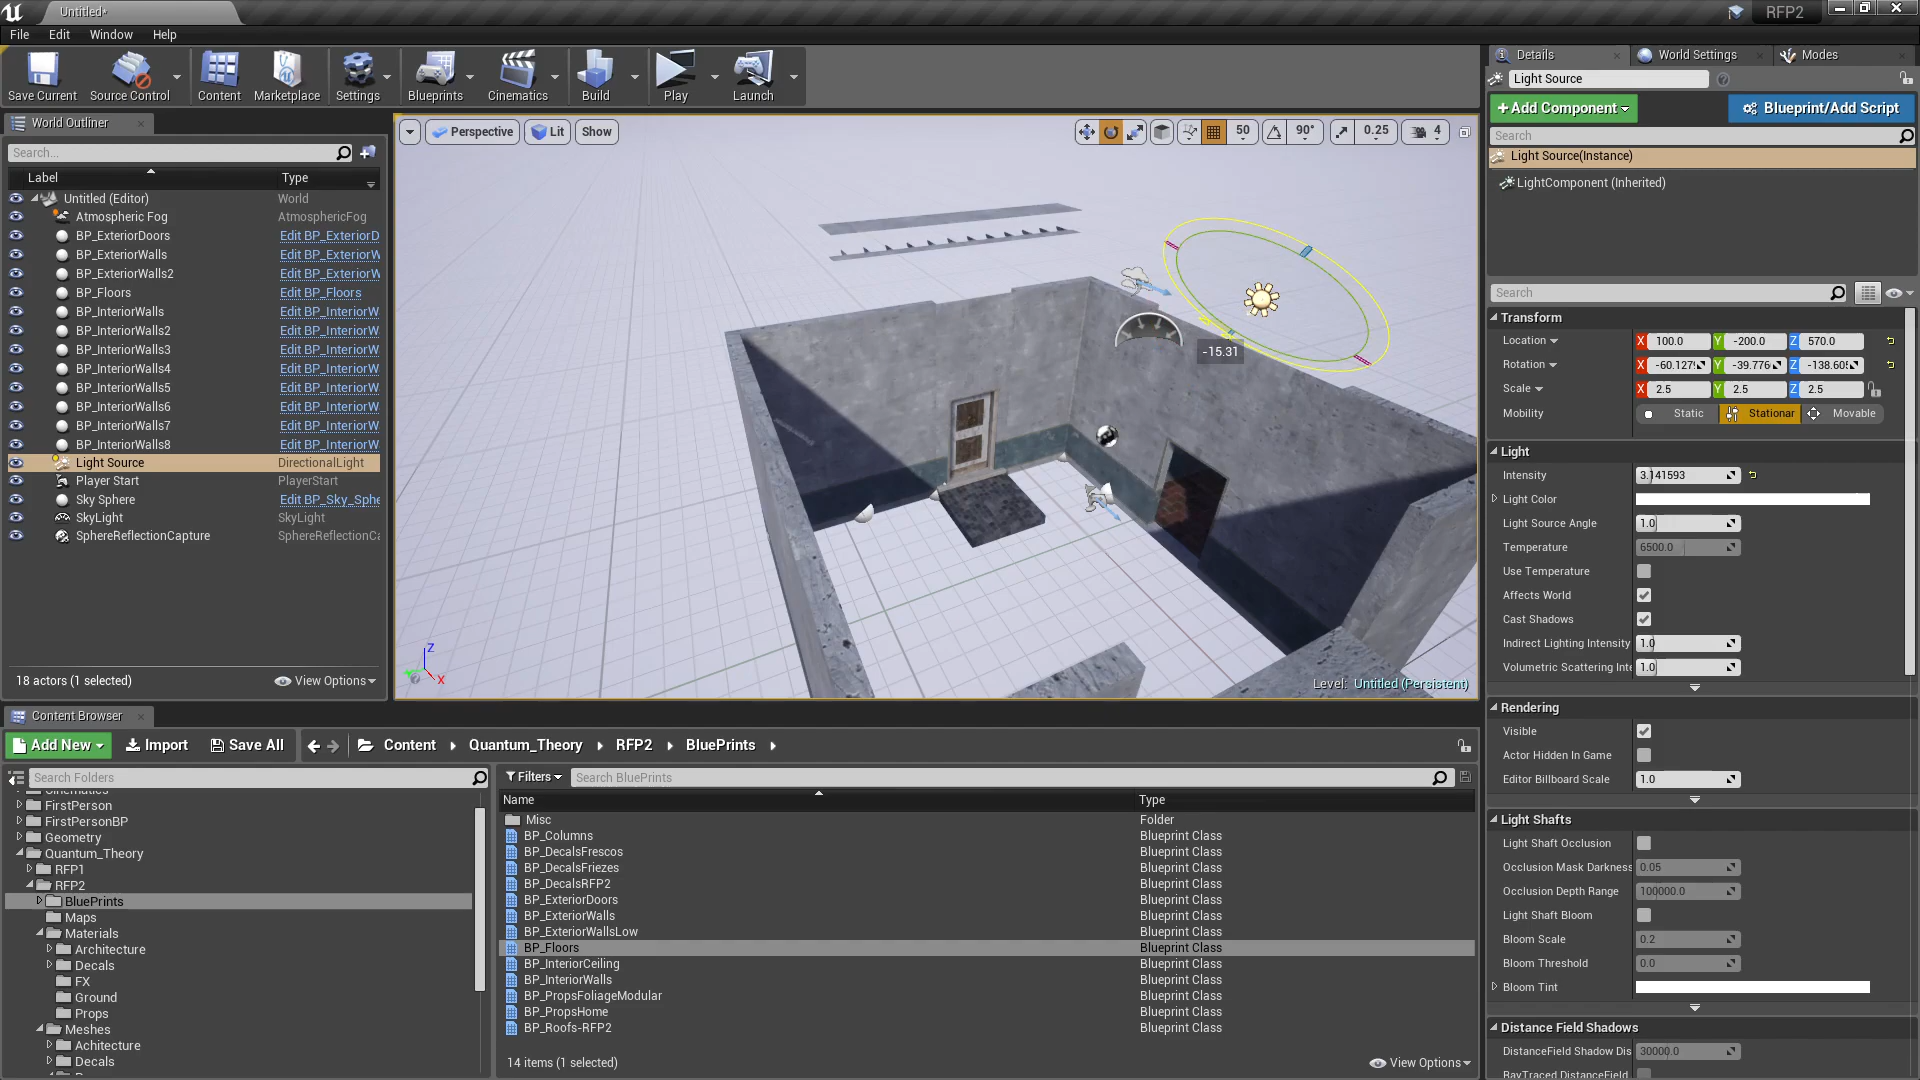 Untitled*
RFP2
File Edit Window Help
Save Current
Source Control
Content
Marketplace
Settings
Blueprints
Cinematics
Build
Play
Launch
World Outliner
Search...
Label Type
Untitled (Editor) World
Atmospheric Fog AtmosphericFog
BP_ExteriorDoors Edit BP_ExteriorD
BP_ExteriorWalls Edit BP_ExteriorW
BP_ExteriorWalls2 Edit BP_ExteriorW
BP_Floors Edit BP_Floors
BP_InteriorWalls Edit BP_InteriorW
BP_InteriorWalls2 Edit BP_InteriorW
BP_InteriorWalls3 Edit BP_InteriorW
BP_InteriorWalls4 Edit BP_InteriorW
BP_InteriorWalls5 Edit BP_InteriorW
BP_InteriorWalls6 Edit BP_InteriorW
BP_InteriorWalls7 Edit BP_InteriorW
BP_InteriorWalls8 Edit BP_InteriorW
Light Source DirectionalLight
Player Start PlayerStart
Sky Sphere Edit BP_Sky_Sphe
SkyLight SkyLight
SphereReflectionCapture SphereReflectionCa
18 actors (1 selected) View Options
Perspective Lit Show
50 90° 0.25 4
-15.31
Z
X
Level: Untitled (Persistent)
Details World Settings Modes
Light Source
+Add Component Blueprint/Add Script
Search
Light Source(Instance)
LightComponent (Inherited)
Search
Transform
Location X 100.0 Y -200.0 Z 570.0
Rotation X -60.127 Y -39.776 Z -138.60
Scale X 2.5 Y 2.5 Z 2.5
Mobility Static Stationar Movable
Light
Intensity 3.141593
Light Color
Light Source Angle 1.0
Temperature 6500.0
Use Temperature
Affects World
Cast Shadows
Indirect Lighting Intensity 1.0
Volumetric Scattering Inte 1.0
Rendering
Visible
Actor Hidden In Game
Editor Billboard Scale 1.0
Light Shafts
Light Shaft Occlusion
Occlusion Mask Darkness 0.05
Occlusion Depth Range 100000.0
Light Shaft Bloom
Bloom Scale 0.2
Bloom Threshold 0.0
Bloom Tint
Distance Field Shadows
DistanceField Shadow Dis 30000.0
RayTraced DistanceField
Content Browser
Add New Import Save All Content Quantum_Theory RFP2 BluePrints
Search Folders
Cinematics
FirstPerson
FirstPersonBP
Geometry
Quantum_Theory
RFP1
RFP2
BluePrints
Maps
Materials
Architecture
Decals
FX
Ground
Props
Meshes
Achitecture
Decals
Filters Search BluePrints
Name Type
Misc Folder
BP_Columns Blueprint Class
BP_DecalsFrescos Blueprint Class
BP_DecalsFriezes Blueprint Class
BP_DecalsRFP2 Blueprint Class
BP_ExteriorDoors Blueprint Class
BP_ExteriorWalls Blueprint Class
BP_ExteriorWallsLow Blueprint Class
BP_Floors Blueprint Class
BP_InteriorCeiling Blueprint Class
BP_InteriorWalls Blueprint Class
BP_PropsFoliageModular Blueprint Class
BP_PropsHome Blueprint Class
BP_Roofs-RFP2 Blueprint Class
14 items (1 selected) View Options